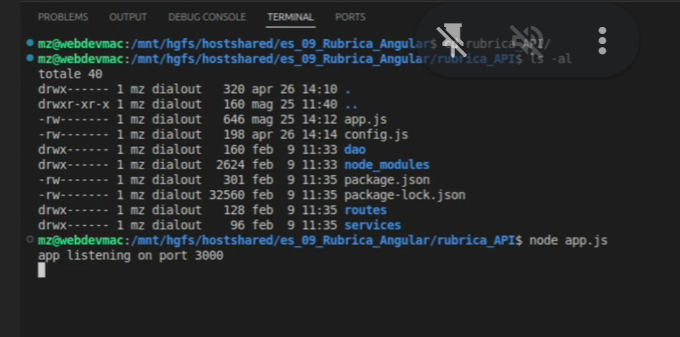 PROBLEMS OUTPUT DEBUG CONSOLE TERMINAL PORTS
mz@webdevmac:/mnt/hgfs/hostshared/es_09_Rubrica_Angular$ rubrica_API/
mz@webdevmac:/mnt/hgfs/hostshared/es_09_Rubrica_Angular/rubrica_API$ ls -al
totale 40
drwx------ 1 mz dialout 320 apr 26 14:10 .
drwxr-xr-x 1 mz dialout 160 mag 25 11:40 ..
-rw------- 1 mz dialout 646 mag 25 14:12 app.js
-rw------- 1 mz dialout 198 apr 26 14:14 config.js
drwx------ 1 mz dialout 160 feb 9 11:33 dao
drwx------ 1 mz dialout 2624 feb 9 11:33 node_modules
-rw------- 1 mz dialout 301 feb 9 11:35 package.json
-rw------- 1 mz dialout 32560 feb 9 11:35 package-lock.json
drwx------ 1 mz dialout 128 feb 9 11:35 routes
drwx------ 1 mz dialout 96 feb 9 11:35 services
mz@webdevmac:/mnt/hgfs/hostshared/es_09_Rubrica_Angular/rubrica_API$ node app.js
app listening on port 3000